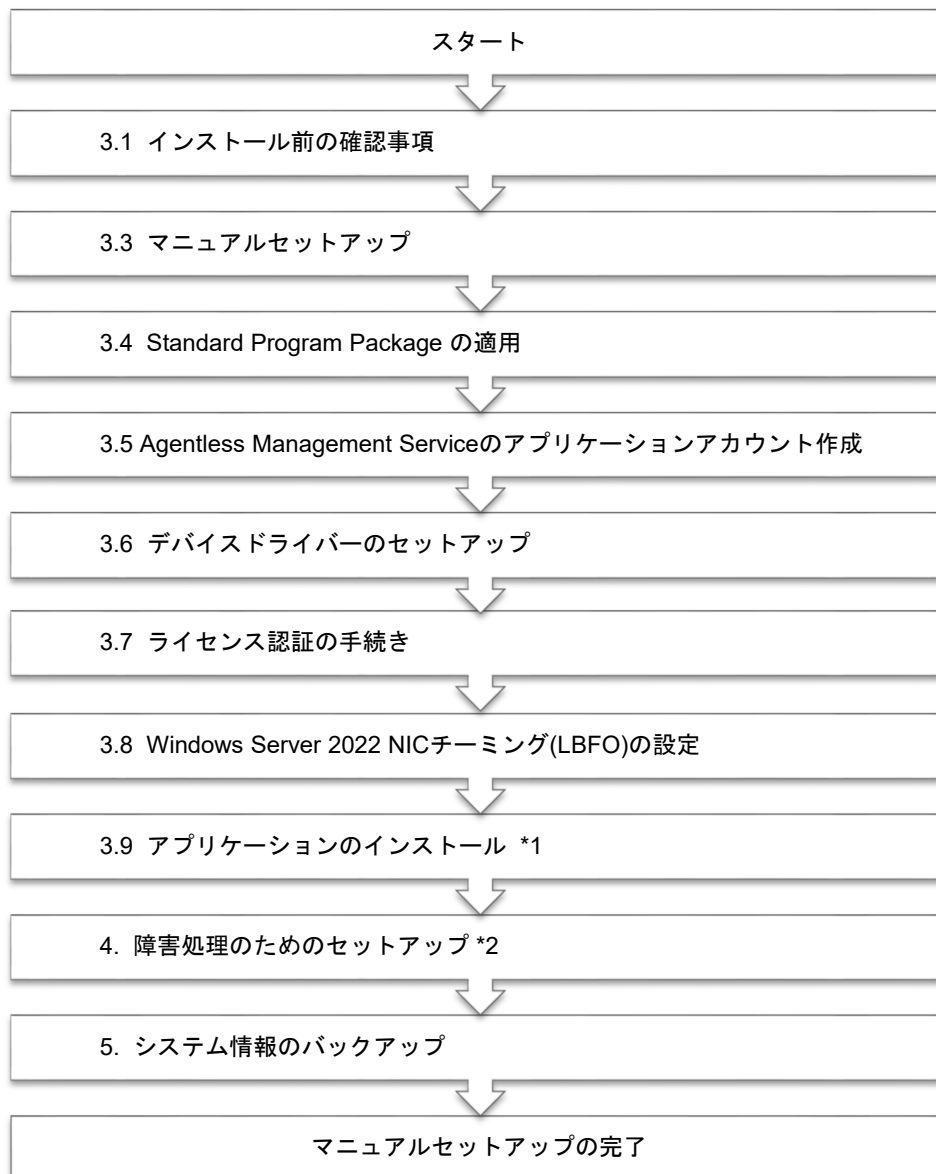 スタート
3.1 インストール前の確認事項
3.3 マニュアルセットアップ
3.4 Standard Program Package の適用
3.5 Agentless Management Serviceのアプリケーションアカウント作成
3.6 デバイスドライバーのセットアップ
3.7 ライセンス認証の手続き
3.8 Windows Server 2022 NICチーミング(LBFO)の設定
3.9 アプリケーションのインストール *1
4. 障害処理のためのセットアップ *2
5. システム情報のバックアップ
マニュアルセットアップの完了